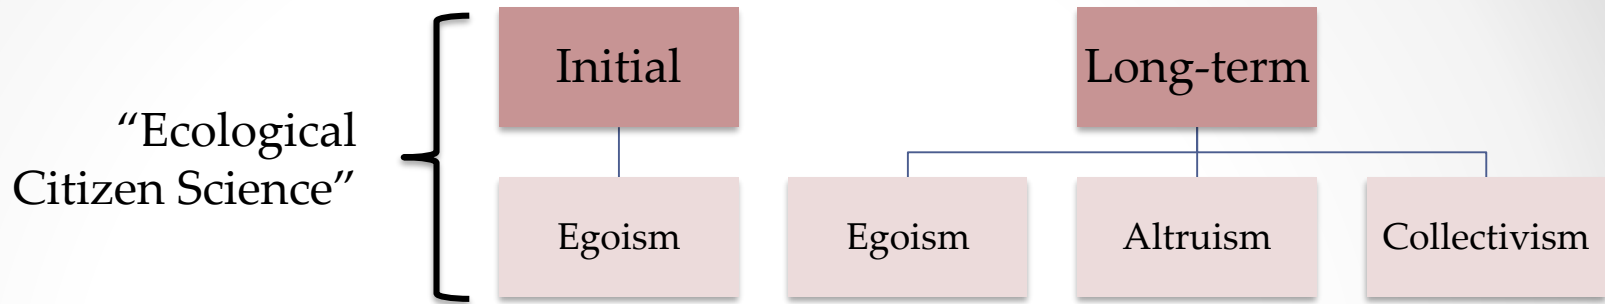 “Ecological
Citizen Science”
Initial
Long-term
Egoism
Egoism
Altruism
Collectivism